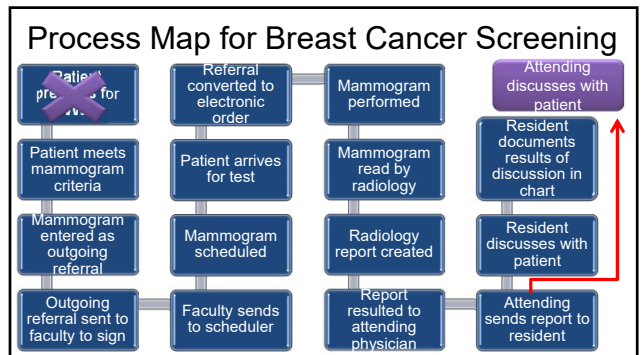 Process Map for Breast Cancer Screening
Patient
for
Patient meets
mammogram
criteria
Mammogram
entered as
outgoing
referral
Outgoing
referral sent to
faculty to sign
Referral
converted to
electronic
order
Patient arrives
for test
Mammogram
scheduled
Faculty sends
to scheduler
Mammogram
performed
Mammogram
read by
radiology
Radiology
report created
Report
resulted to
attending
physician
Attending
discusses with
patient
Resident
documents
results of
discussion in
chart
Resident
discusses with
patient
Attending
sends report to
resident